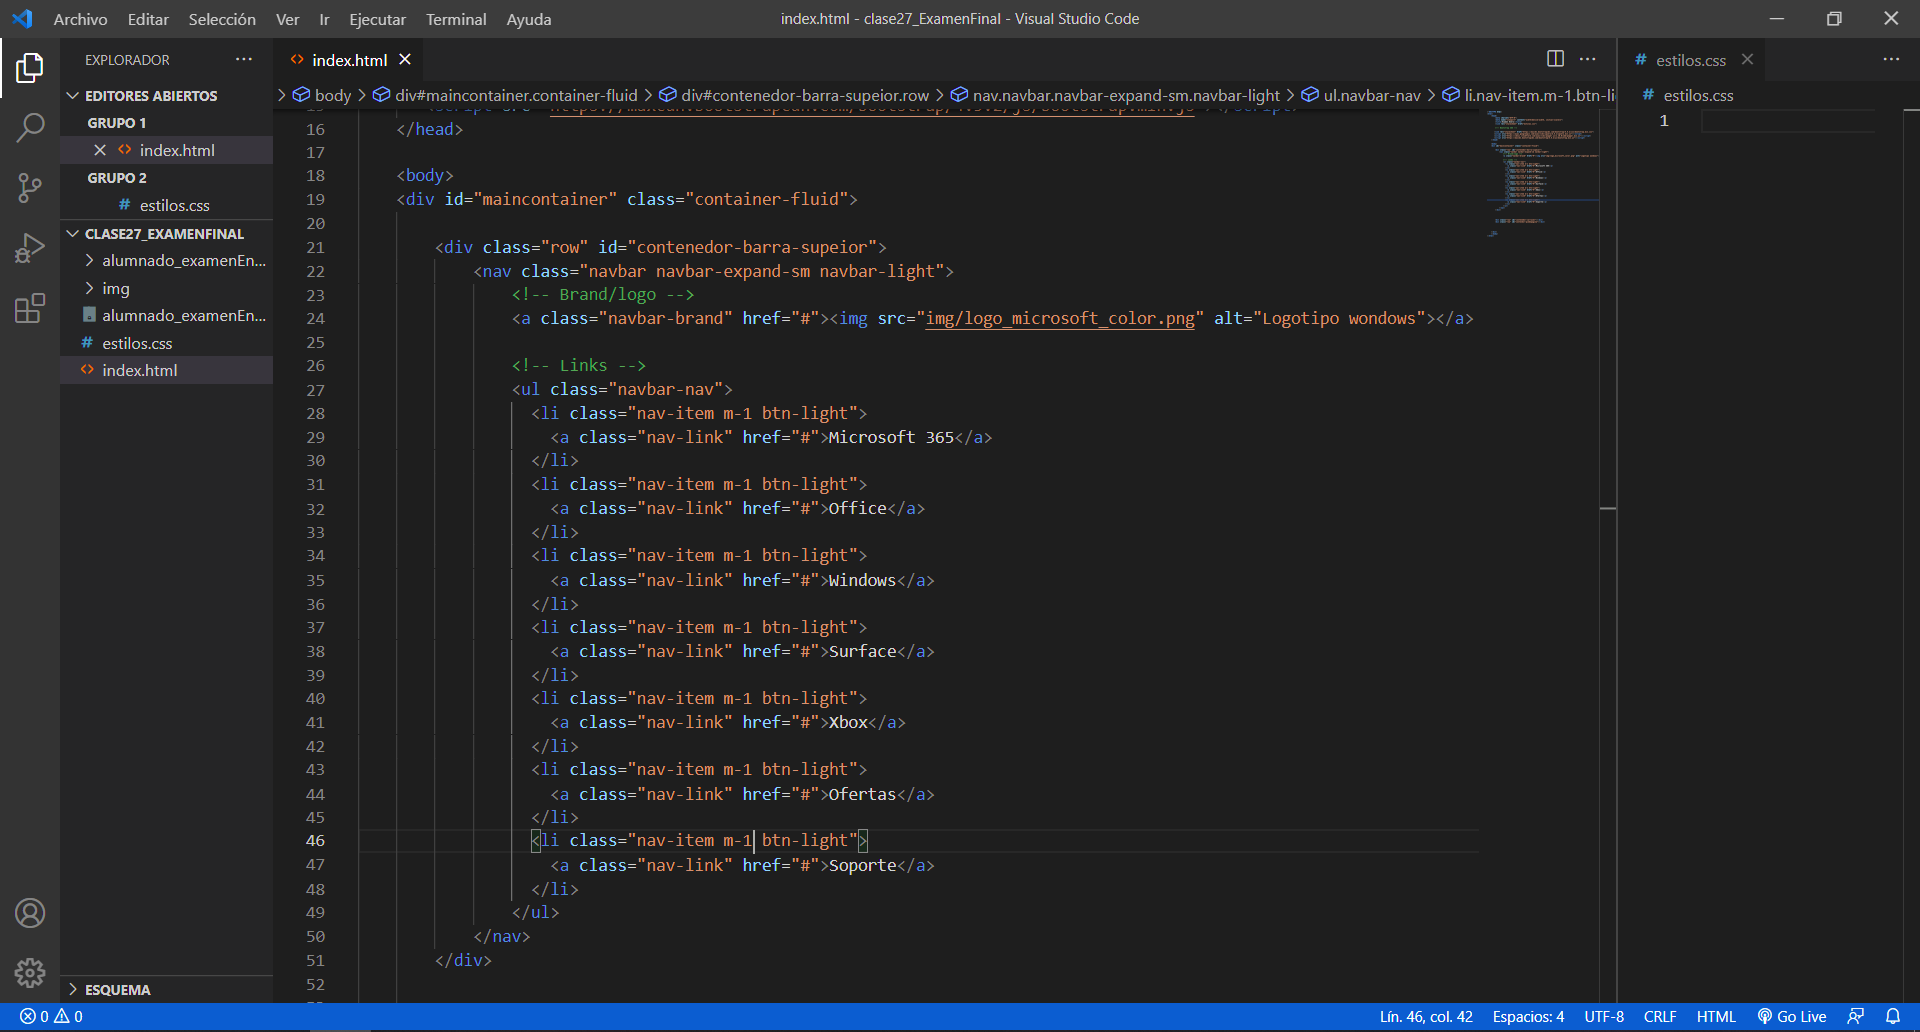 Archivo Editar Selección Ver Ir Ejecutar Terminal Ayuda
index.html - clase27_ExamenFinal - Visual Studio Code
EXPLORADOR
EDITORES ABIERTOS
GRUPO 1
index.html
GRUPO 2
# estilos.css
CLASE27_EXAMENFINAL
alumnado_examenEn...
img
alumnado_examenEn...
# estilos.css
index.html
ESQUEMA
index.html
body > div#maincontainer.container-fluid > div#contenedor-barra-supeior.row > nav.navbar.navbar-expand-sm.navbar-light > ul.navbar-nav > li.nav-item.m-1.btn-li
16 </head>
17
18 <body>
19 <div id="maincontainer" class="container-fluid">
20
21 <div class="row" id="contenedor-barra-supeior">
22 <nav class="navbar navbar-expand-sm navbar-light">
23 <!-- Brand/logo -->
24 <a class="navbar-brand" href="#"><img src="img/logo_microsoft_color.png" alt="Logotipo wondows"></a>
25
26 <!-- Links -->
27 <ul class="navbar-nav">
28 <li class="nav-item m-1 btn-light">
29 <a class="nav-link" href="#">Microsoft 365</a>
30 </li>
31 <li class="nav-item m-1 btn-light">
32 <a class="nav-link" href="#">Office</a>
33 </li>
34 <li class="nav-item m-1 btn-light">
35 <a class="nav-link" href="#">Windows</a>
36 </li>
37 <li class="nav-item m-1 btn-light">
38 <a class="nav-link" href="#">Surface</a>
39 </li>
40 <li class="nav-item m-1 btn-light">
41 <a class="nav-link" href="#">Xbox</a>
42 </li>
43 <li class="nav-item m-1 btn-light">
44 <a class="nav-link" href="#">Ofertas</a>
45 </li>
46 <li class="nav-item m-1 btn-light">
47 <a class="nav-link" href="#">Soporte</a>
48 </li>
49 </ul>
50 </nav>
51 </div>
52
# estilos.css
# estilos.css
1
0 0
Lín. 46, col. 42 Espacios: 4 UTF-8 CRLF HTML Go Live